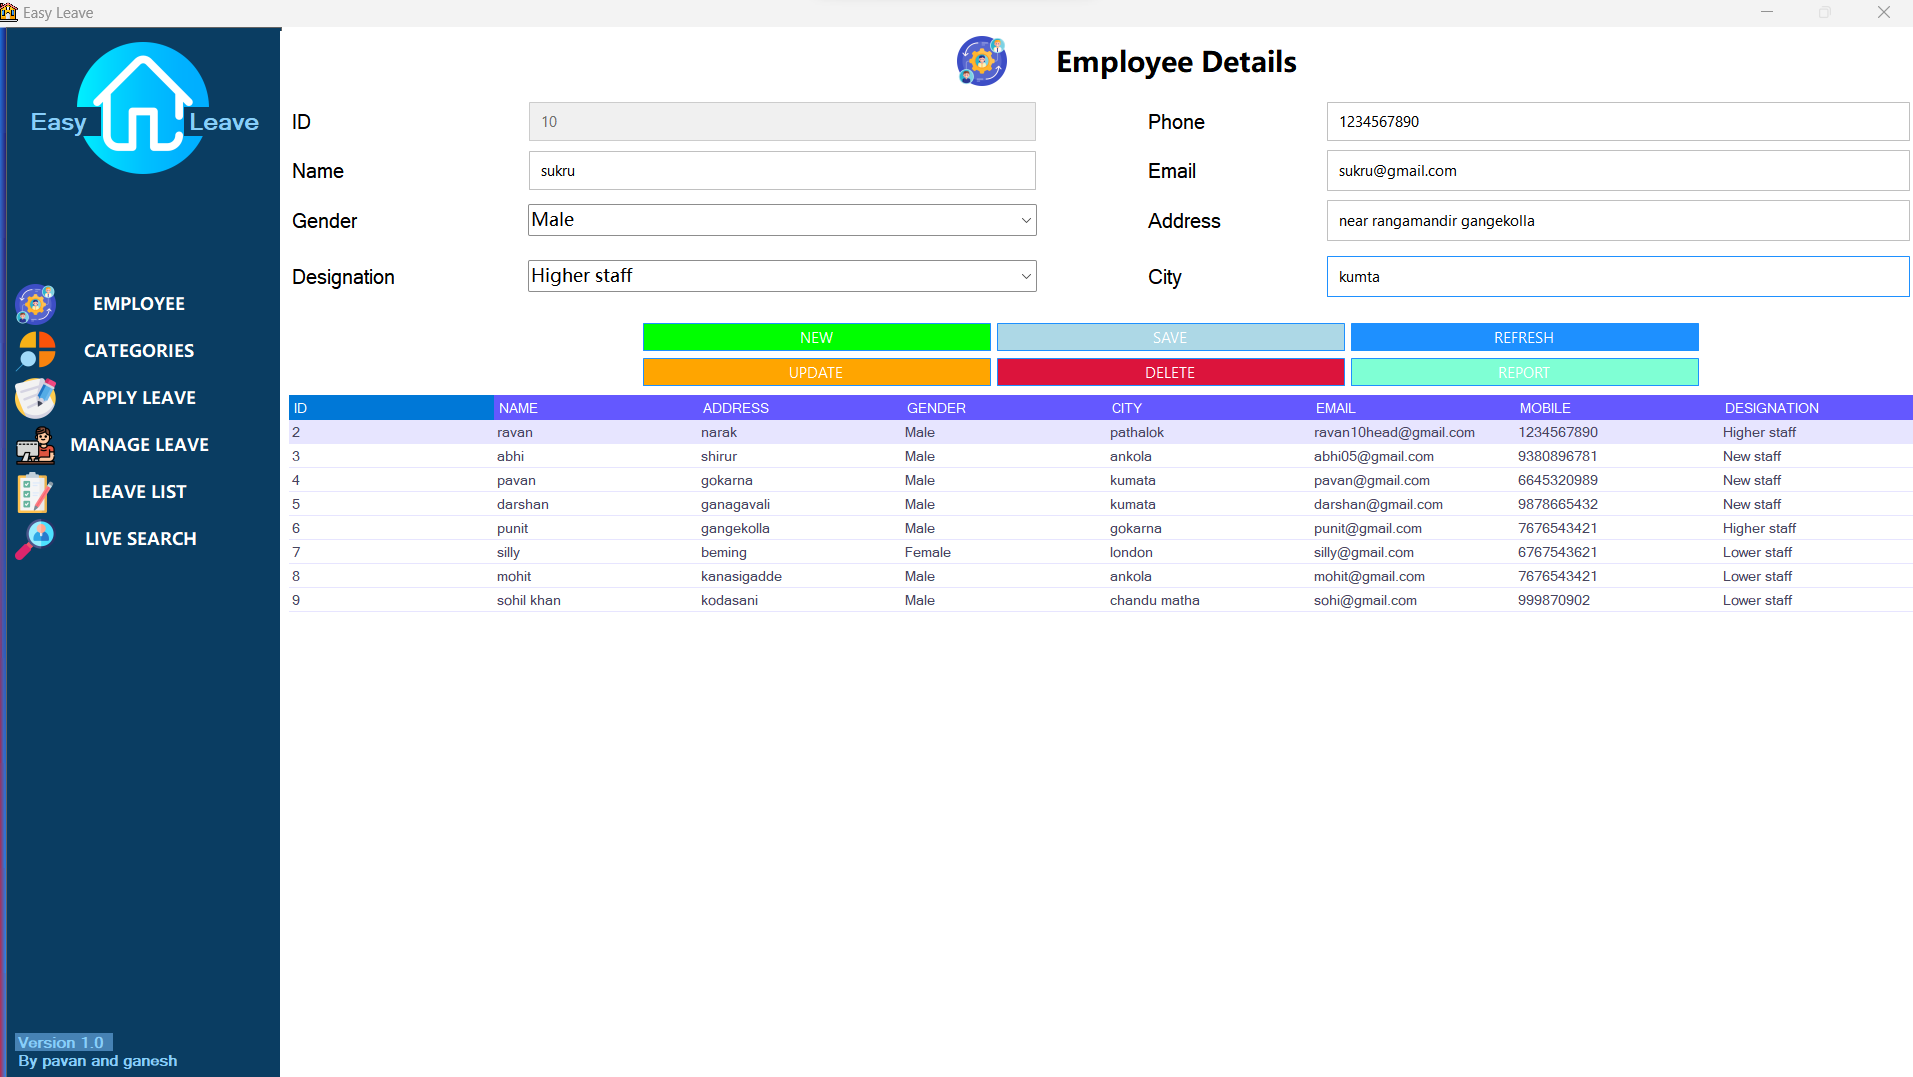 Easy Leave
Easy Leave
Employee Details
ID 10 Phone 1234567890
Name sukru Email sukru@gmail.com
Gender Male Address near rangamandir gangekolla
Designation Higher staff City kumta
EMPLOYEE
CATEGORIES
APPLY LEAVE
MANAGE LEAVE
LEAVE LIST
LIVE SEARCH
NEW SAVE REFRESH
UPDATE DELETE REPORT
ID NAME ADDRESS GENDER CITY EMAIL MOBILE DESIGNATION
2 ravan narak Male pathalok ravan10head@gmail.com 1234567890 Higher staff
3 abhi shirur Male ankola abhi05@gmail.com 9380896781 New staff
4 pavan gokarna Male kumata pavan@gmail.com 6645320989 New staff
5 darshan ganagavali Male kumata darshan@gmail.com 9878665432 New staff
6 punit gangekolla Male gokarna punit@gmail.com 7676543421 Higher staff
7 silly beming Female london silly@gmail.com 6767543621 Lower staff
8 mohit kanasigadde Male ankola mohit@gmail.com 7676543421 Lower staff
9 sohil khan kodasani Male chandu matha sohi@gmail.com 999870902 Lower staff
Version 1.0
By pavan and ganesh